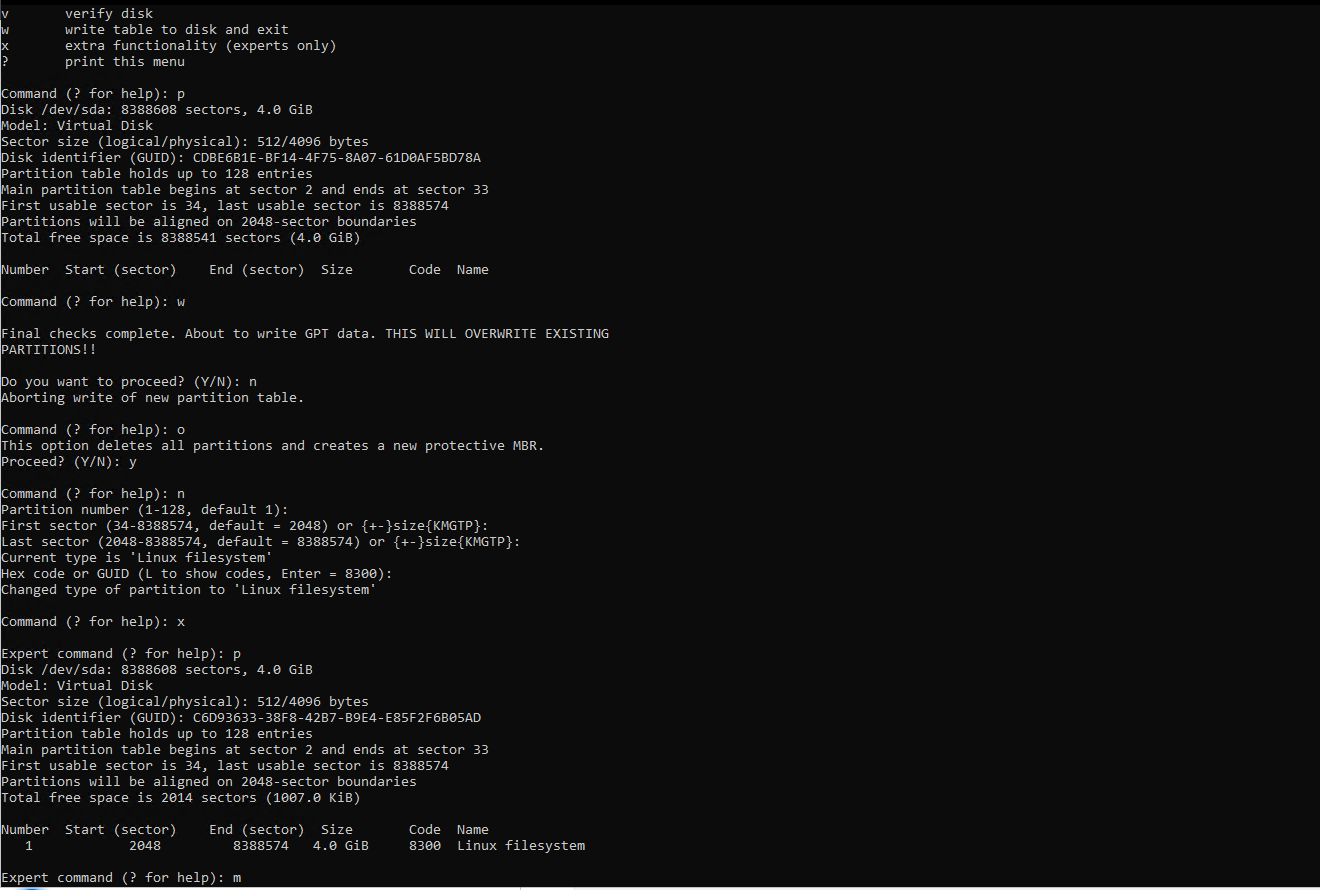 v       verify disk
w       write table to disk and exit
x       extra functionality (experts only)
?       print this menu

Command (? for help): p
Disk /dev/sda: 8388608 sectors, 4.0 GiB
Model: Virtual Disk
Sector size (logical/physical): 512/4096 bytes
Disk identifier (GUID): CDBE6B1E-BF14-4F75-8A07-61D0AF5BD78A
Partition table holds up to 128 entries
Main partition table begins at sector 2 and ends at sector 33
First usable sector is 34, last usable sector is 8388574
Partitions will be aligned on 2048-sector boundaries
Total free space is 8388541 sectors (4.0 GiB)

Number  Start (sector)    End (sector)  Size       Code  Name

Command (? for help): w

Final checks complete. About to write GPT data. THIS WILL OVERWRITE EXISTING
PARTITIONS!!

Do you want to proceed? (Y/N): n
Aborting write of new partition table.

Command (? for help): o
This option deletes all partitions and creates a new protective MBR.
Proceed? (Y/N): y

Command (? for help): n
Partition number (1-128, default 1):
First sector (34-8388574, default = 2048) or {+-}size{KMGTP}:
Last sector (2048-8388574, default = 8388574) or {+-}size{KMGTP}:
Current type is 'Linux filesystem'
Hex code or GUID (L to show codes, Enter = 8300):
Changed type of partition to 'Linux filesystem'

Command (? for help): x

Expert command (? for help): p
Disk /dev/sda: 8388608 sectors, 4.0 GiB
Model: Virtual Disk
Sector size (logical/physical): 512/4096 bytes
Disk identifier (GUID): C6D93633-38F8-42B7-B9E4-E85F2F6B05AD
Partition table holds up to 128 entries
Main partition table begins at sector 2 and ends at sector 33
First usable sector is 34, last usable sector is 8388574
Partitions will be aligned on 2048-sector boundaries
Total free space is 2014 sectors (1007.0 KiB)

Number  Start (sector)    End (sector)  Size       Code  Name
   1            2048         8388574   4.0 GiB     8300  Linux filesystem

Expert command (? for help): m